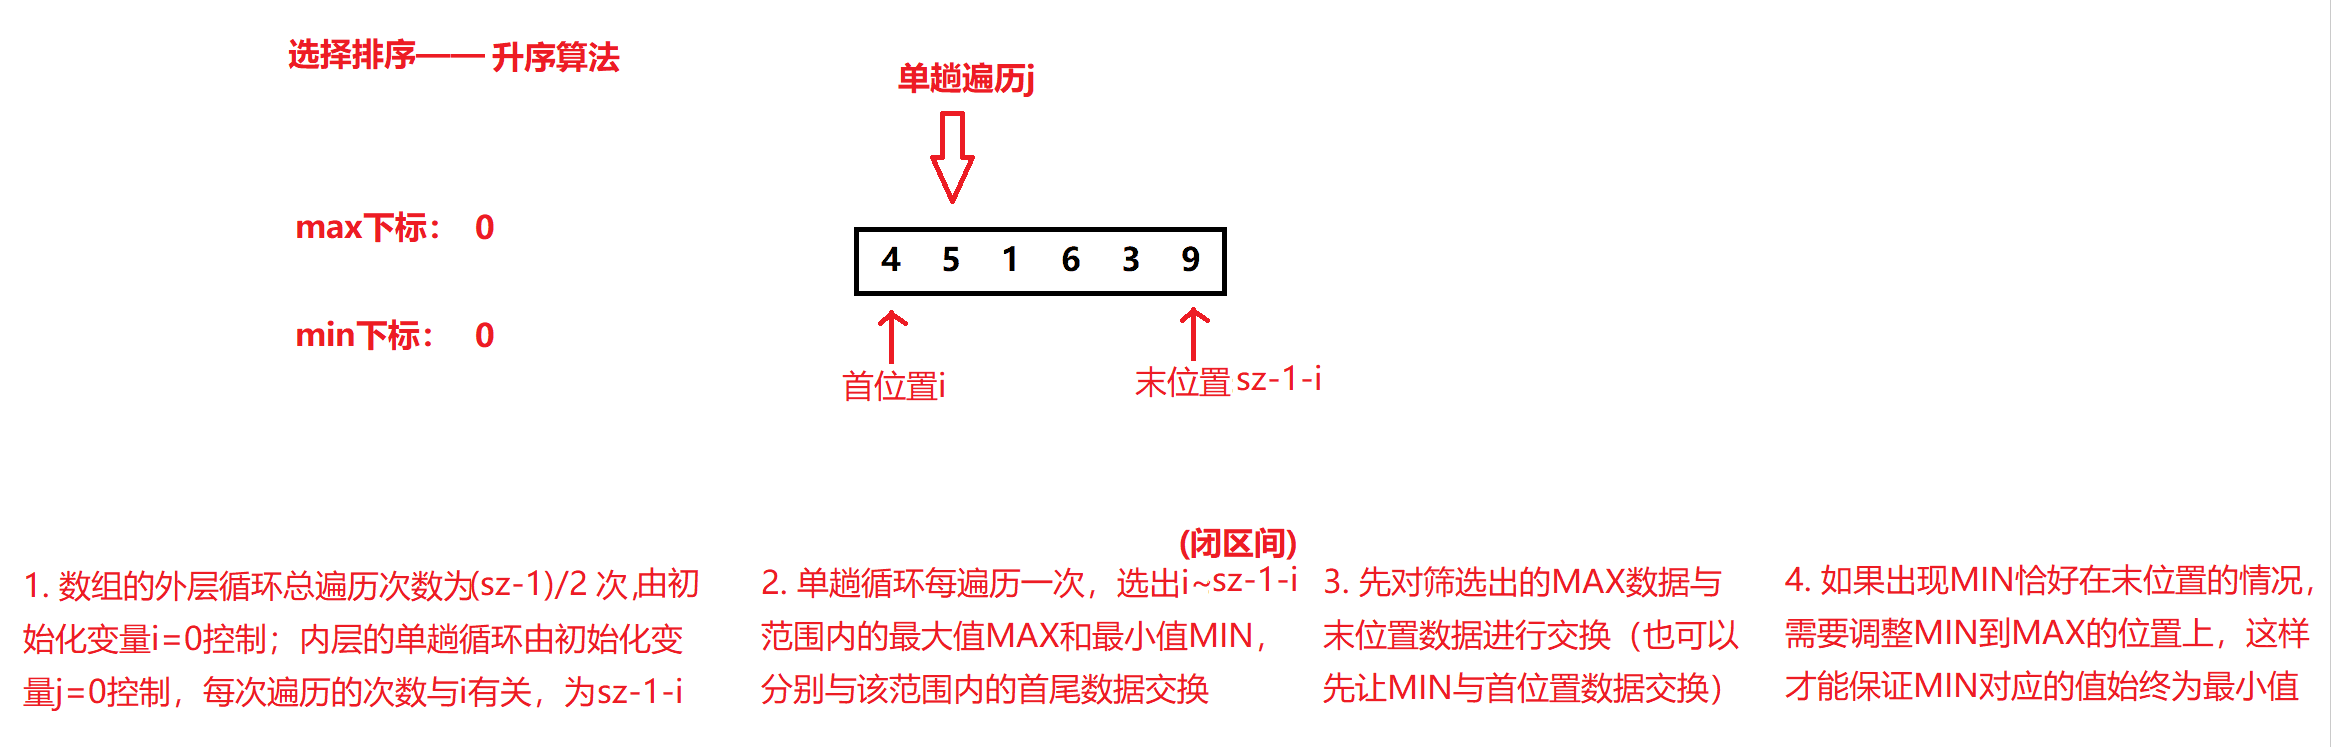 选择排序—— 升序算法
单趟遍历j
max下标： 0
4 5 1 6 3 9
min下标： 0
首位置i
末位置 sz-1-i
(闭区间)
1. 数组的外层循环总遍历次数为(sz-1)/2 次,由初
始化变量i=0控制；内层的单趟循环由初始化变
量j=0控制，每次遍历的次数与i有关，为sz-1-i
2. 单趟循环每遍历一次，选出i~sz-1-i
范围内的最大值MAX和最小值MIN，
分别与该范围内的首尾数据交换
3. 先对筛选出的MAX数据与
末位置数据进行交换（也可以
先让MIN与首位置数据交换）
4. 如果出现MIN恰好在末位置的情况，
需要调整MIN到MAX的位置上，这样
才能保证MIN对应的值始终为最小值